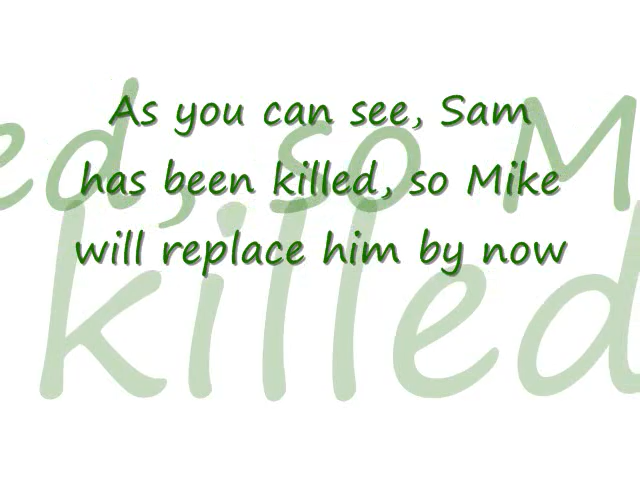 As you can see, Sam
has been killed, so Mike
will replace him by now
ed, so M
killed